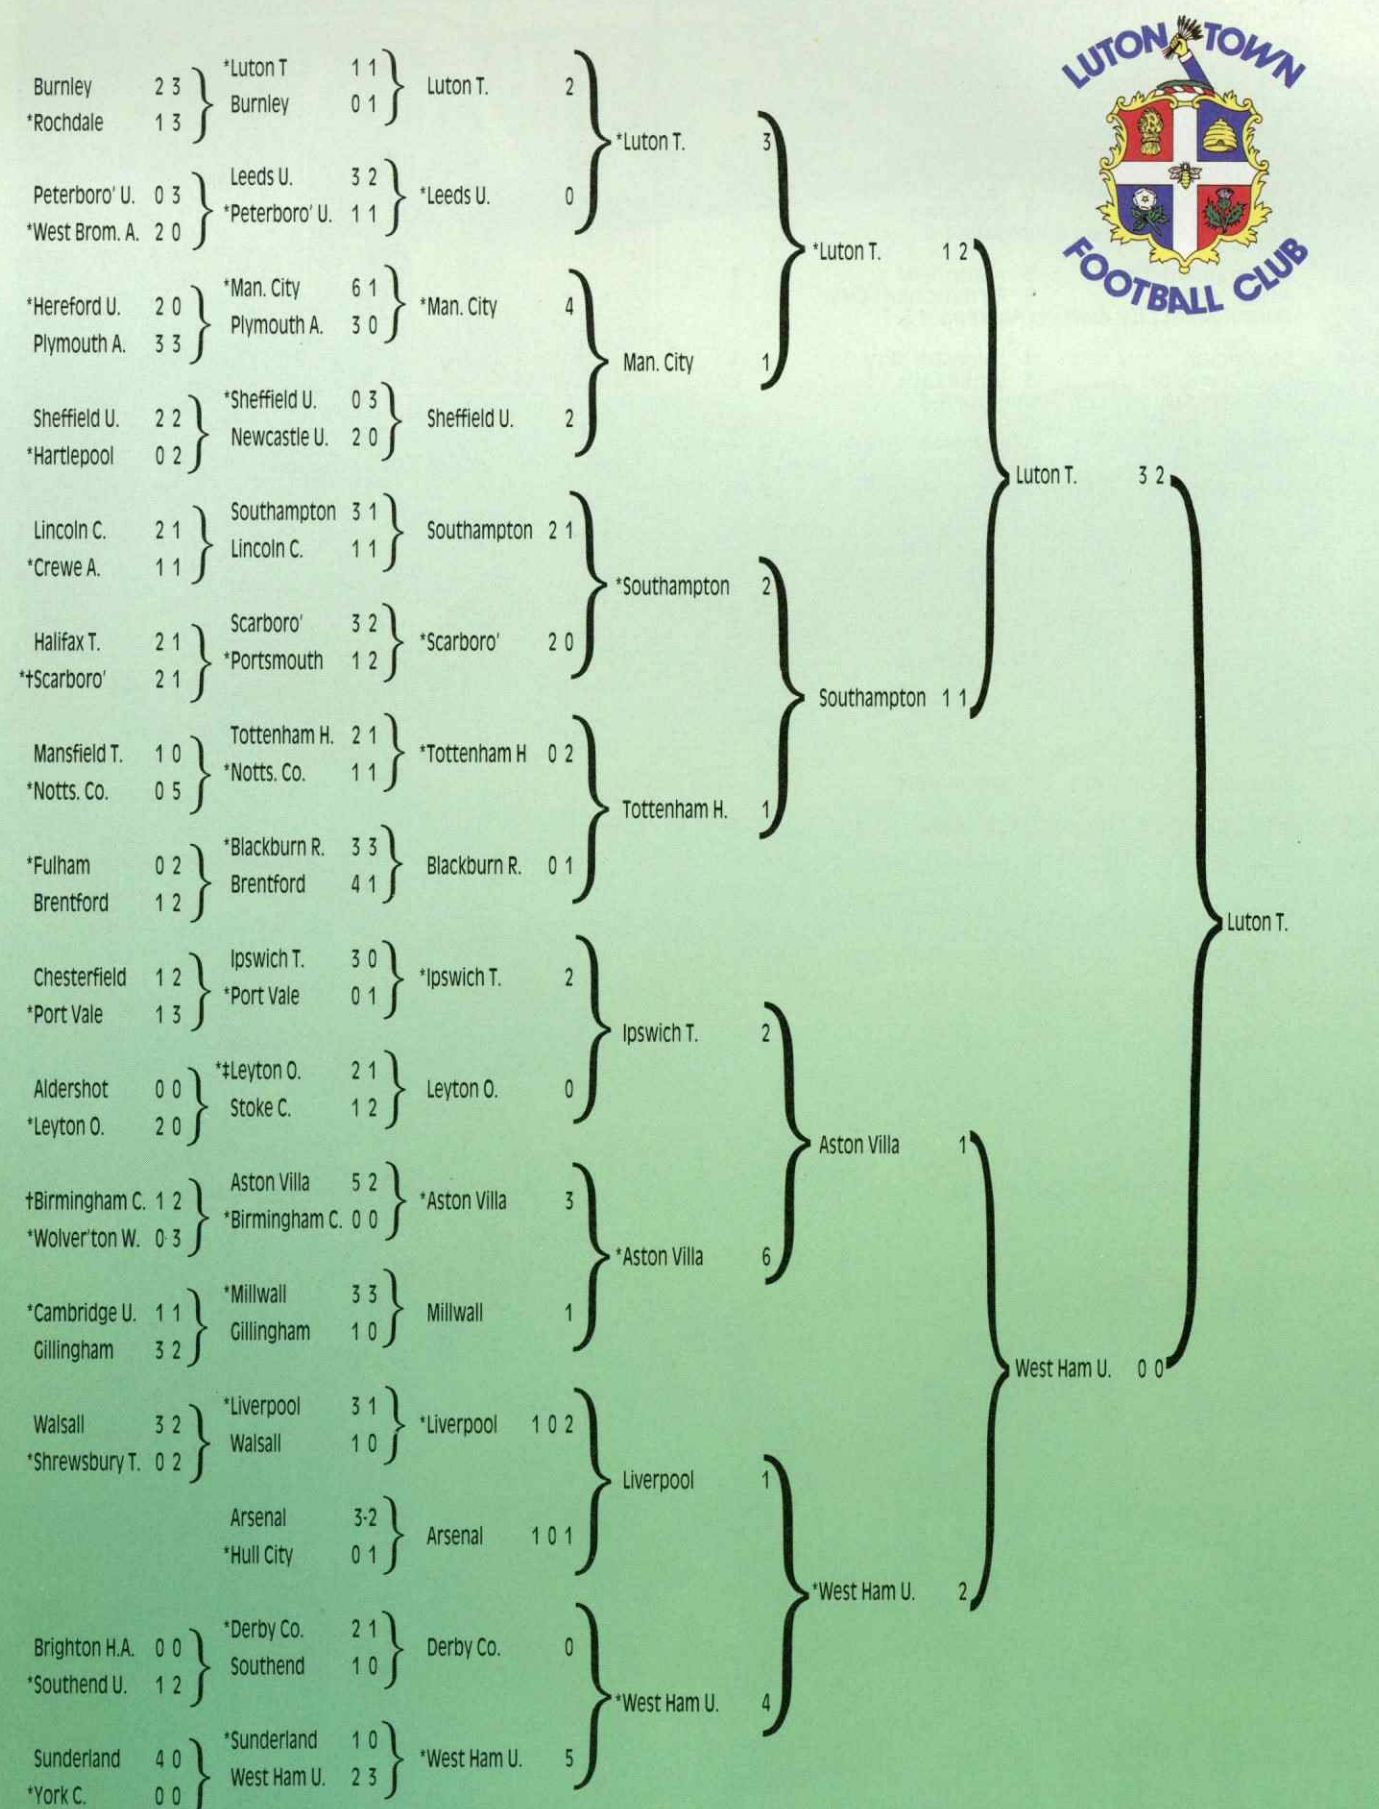 LUTON TOWN
FOOTBALL CLUB
Burnley 2 3
*Rochdale 1 3
Peterboro' U. 0 3
*West Brom. A. 2 0
*Hereford U. 2 0
Plymouth A. 3 3
Sheffield U. 2 2
*Hartlepool 0 2
Lincoln C. 2 1
*Crewe A. 1 1
Halifax T. 2 1
*†Scarboro' 2 1
Mansfield T. 1 0
*Notts. Co. 0 5
*Fulham 0 2
Brentford 1 2
Chesterfield 1 2
*Port Vale 1 3
Aldershot 0 0
*Leyton O. 2 0
†Birmingham C. 1 2
*Wolver'ton W. 0 3
*Cambridge U. 1 1
Gillingham 3 2
Walsall 3 2
*Shrewsbury T. 0 2
Brighton H.A. 0 0
*Southend U. 1 2
Sunderland 4 0
*York C. 0 0
*Luton T 1 1
Burnley 0 1
Leeds U. 3 2
*Peterboro' U. 1 1
*Man. City 6 1
Plymouth A. 3 0
*Sheffield U. 0 3
Newcastle U. 2 0
Southampton 3 1
Lincoln C. 1 1
Scarboro' 3 2
*Portsmouth 1 2
Tottenham H. 2 1
*Notts. Co. 1 1
*Blackburn R. 3 3
Brentford 4 1
Ipswich T. 3 0
*Port Vale 0 1
*‡Leyton O. 2 1
Stoke C. 1 2
Aston Villa 5 2
*Birmingham C. 0 0
*Millwall 3 3
Gillingham 1 0
*Liverpool 3 1
Walsall 1 0
Arsenal 3-2
*Hull City 0 1
*Derby Co. 2 1
Southend 1 0
*Sunderland 1 0
West Ham U. 2 3
Luton T. 2
*Leeds U. 0
*Man. City 4
Sheffield U. 2
Southampton 2 1
*Scarboro' 2 0
*Tottenham H 0 2
Blackburn R. 0 1
*Ipswich T. 2
Leyton O. 0
*Aston Villa 3
Millwall 1
*Liverpool 1 0 2
Arsenal 1 0 1
Derby Co. 0
*West Ham U. 5
*Luton T. 3
Man. City 1
*Southampton 2
Tottenham H. 1
Ipswich T. 2
*Aston Villa 6
Liverpool 1
*West Ham U. 4
*Luton T. 1 2
Southampton 1 1
Aston Villa 1
*West Ham U. 2
Luton T. 3 2
West Ham U. 0 0
Luton T.